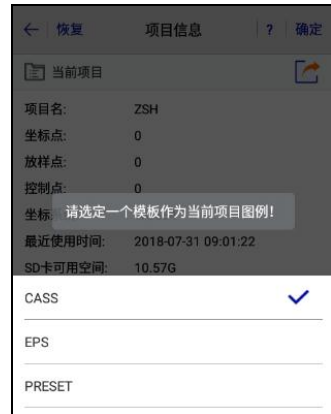 ← 恢复 项目信息 ? 确定
当前项目
项目名: ZSH
坐标点: 0
放样点: 0
控制点: 0
请选定一个模板作为当前项目图例!
坐标
最近使用时间: 2018-07-31 09:01:22
SD卡可用空间: 10.57G
CASS
EPS
PRESET